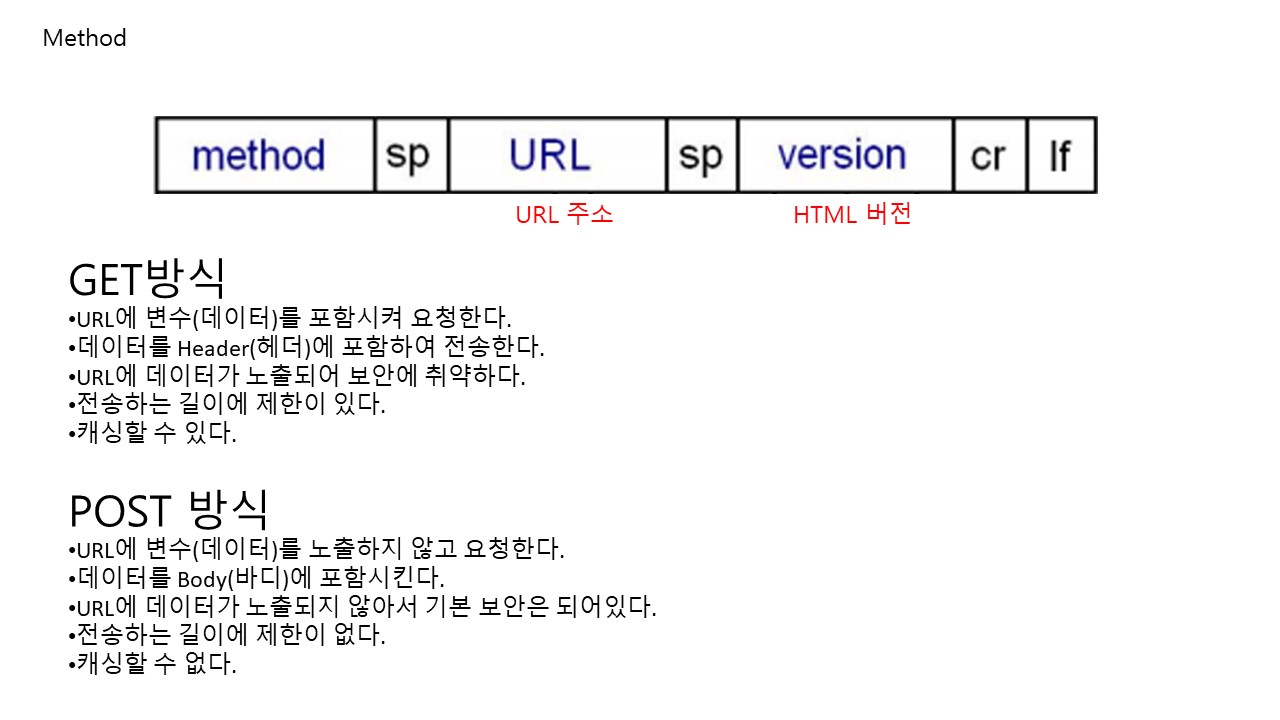 Method
method sp URL sp version cr lf
URL 주소 HTML 버전
GET방식
•URL에 변수(데이터)를 포함시켜 요청한다.
•데이터를 Header(헤더)에 포함하여 전송한다.
•URL에 데이터가 노출되어 보안에 취약하다.
•전송하는 길이에 제한이 있다.
•캐싱할 수 있다.
POST 방식
•URL에 변수(데이터)를 노출하지 않고 요청한다.
•데이터를 Body(바디)에 포함시킨다.
•URL에 데이터가 노출되지 않아서 기본 보안은 되어있다.
•전송하는 길이에 제한이 없다.
•캐싱할 수 없다.